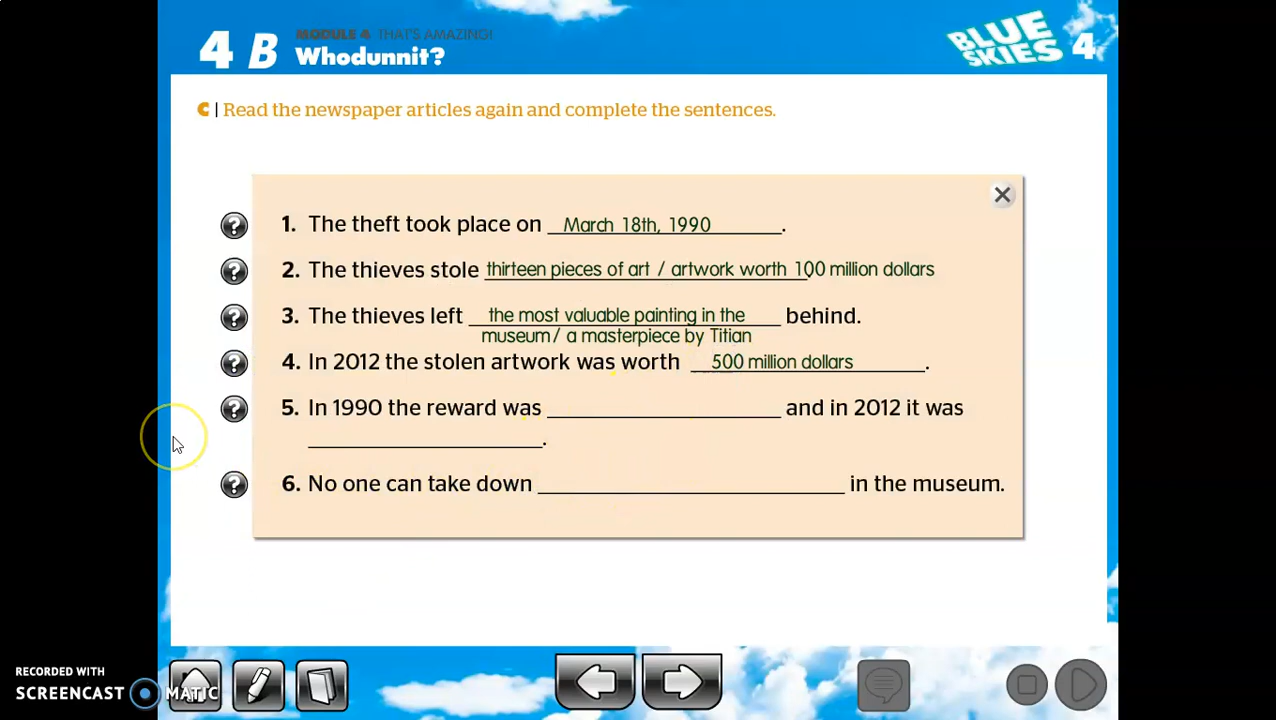 4 B
MODULE 4 THAT'S AMAZING!
Whodunnit?
BLUE SKIES 4
C | Read the newspaper articles again and complete the sentences.
1. The theft took place on March 18th, 1990.
2. The thieves stole thirteen pieces of art / artwork worth 100 million dollars
3. The thieves left the most valuable painting in the behind.
museum/ a masterpiece by Titian
4. In 2012 the stolen artwork was worth 500 million dollars.
5. In 1990 the reward was ____ and in 2012 it was
____.
6. No one can take down ____ in the museum.
RECORDED WITH
SCREENCAST MATIC